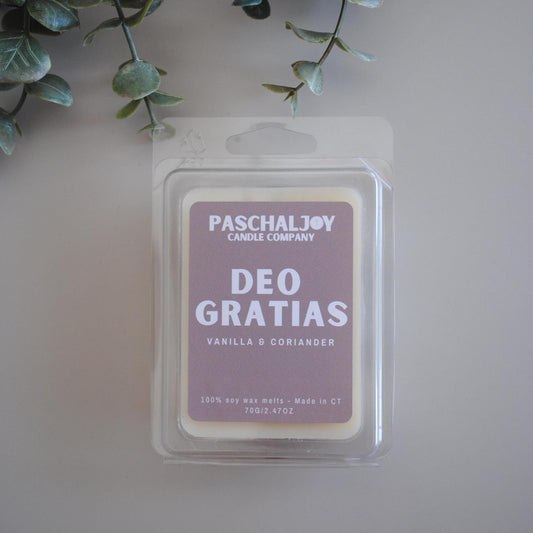 PASCHALJOY
CANDLE COMPANY
DEO
GRATIAS
VANILLA & CORIANDER
100% soy wax melts - Made in CT
70G/2.47OZ